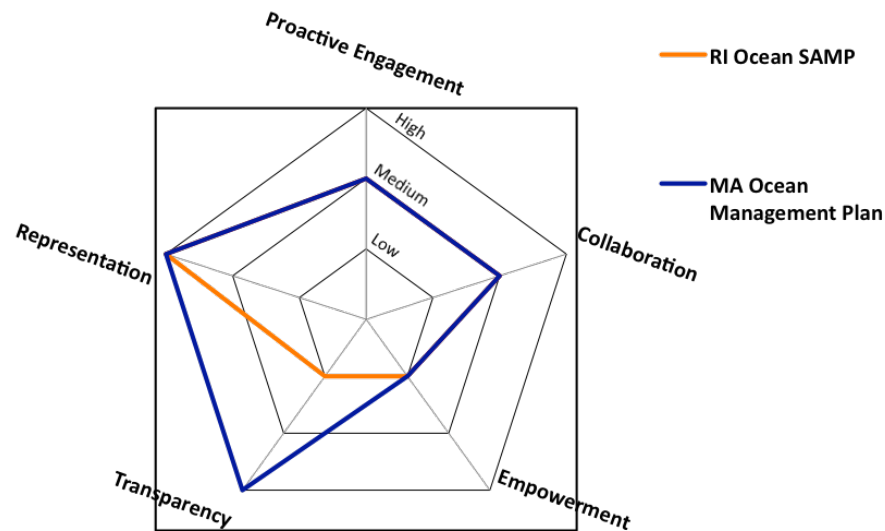 Proactive Engagement
RI Ocean SAMP
High
Medium
MA Ocean
Management Plan
Low
Collaboration
Representation
Transparency
Empowerment